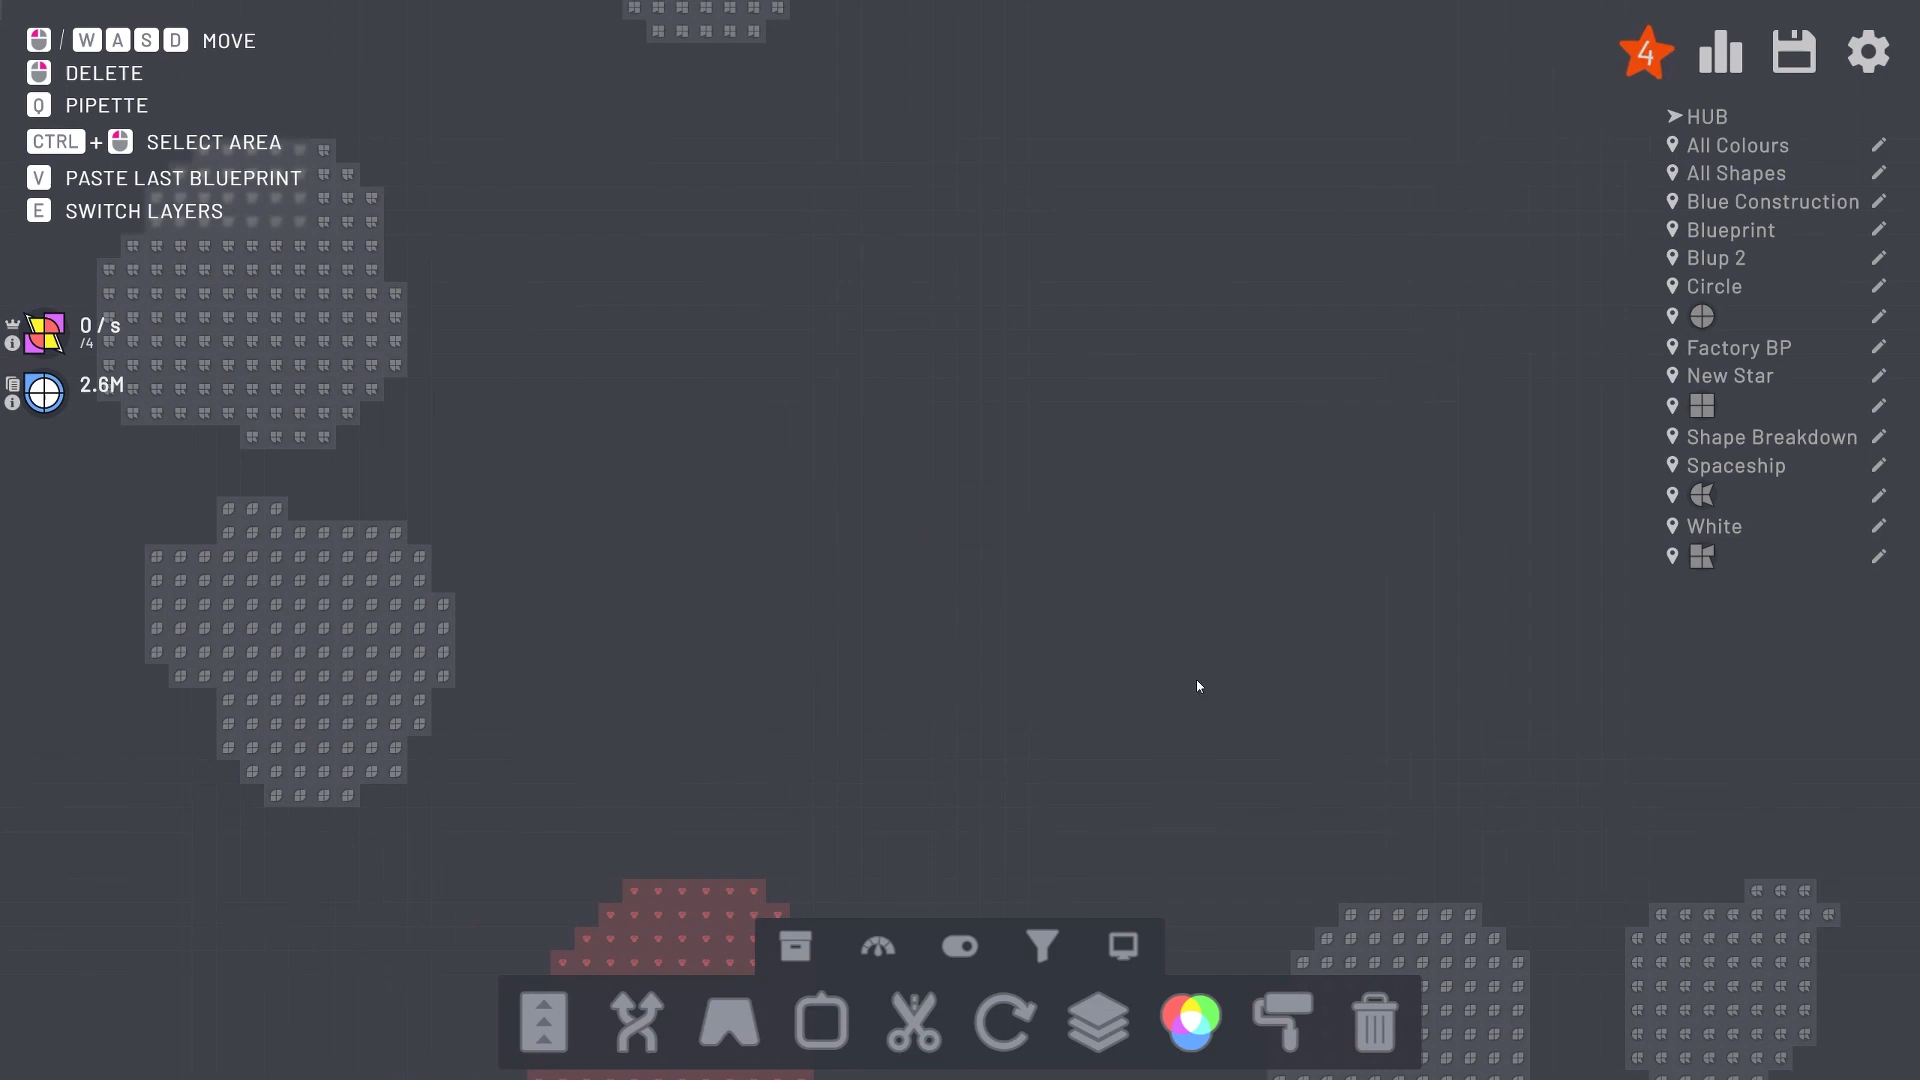 / W A S D MOVE
DELETE
Q PIPETTE
CTRL + SELECT AREA
V PASTE LAST BLUEPRINT
E SWITCH LAYERS
0 / s
/4
2.6M
4
HUB
All Colours
All Shapes
Blue Construction
Blueprint
Blup 2
Circle
Factory BP
New Star
Shape Breakdown
Spaceship
White